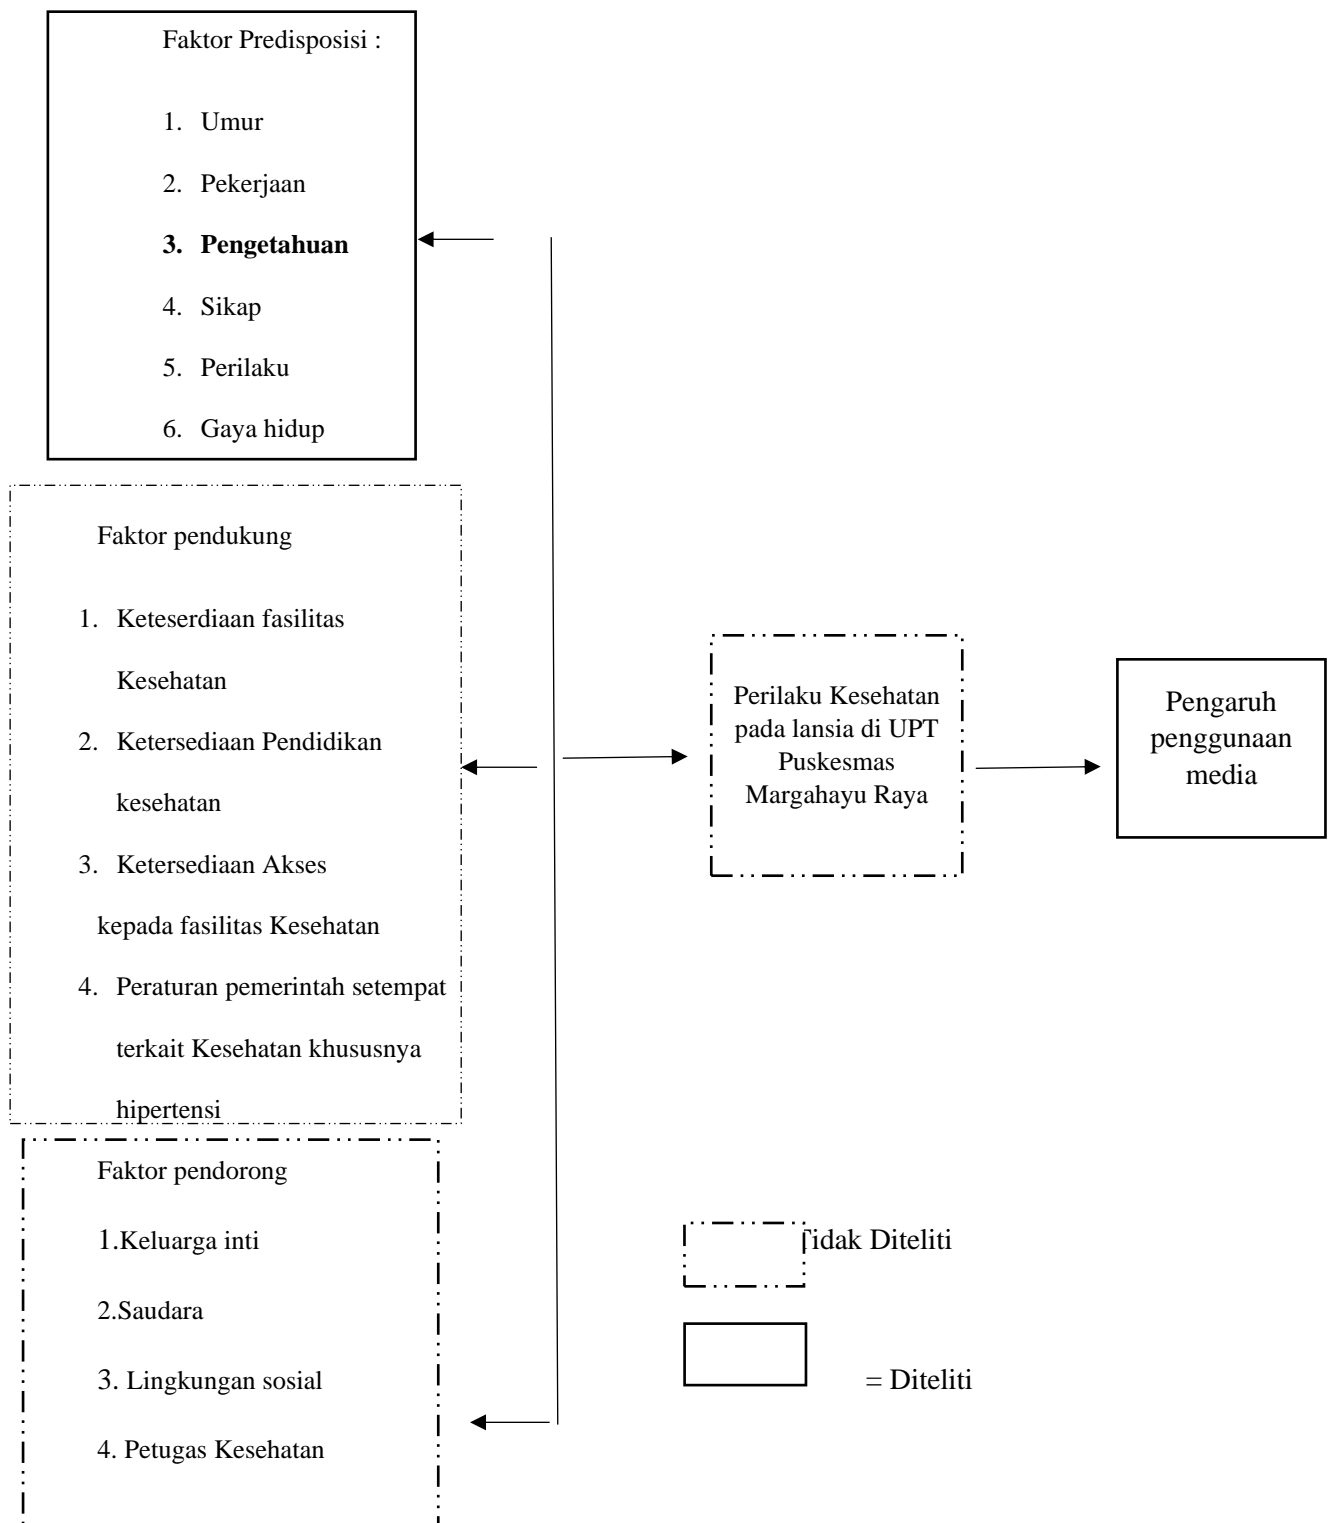 Faktor Predisposisi :
1. Umur
2. Pekerjaan
3. Pengetahuan
4. Sikap
5. Perilaku
6. Gaya hidup
Faktor pendukung
1. Keteserdiaan fasilitas
Kesehatan
2. Ketersediaan Pendidikan
kesehatan
3. Ketersediaan Akses
kepada fasilitas Kesehatan
4. Peraturan pemerintah setempat
terkait Kesehatan khususnya
hipertensi
Faktor pendorong
1.Keluarga inti
2.Saudara
3. Lingkungan sosial
4. Petugas Kesehatan
Perilaku Kesehatan
pada lansia di UPT
Puskesmas
Margahayu Raya
Pengaruh
penggunaan
media
Tidak Diteliti
= Diteliti